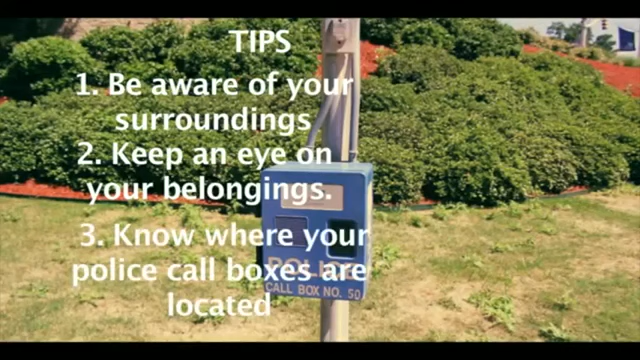 TIPS
1. Be aware of your
surroundings
2. Keep an eye on
your belongings.
3. Know where your
police call boxes are
located
POLICE
CALL BOX NO. 50